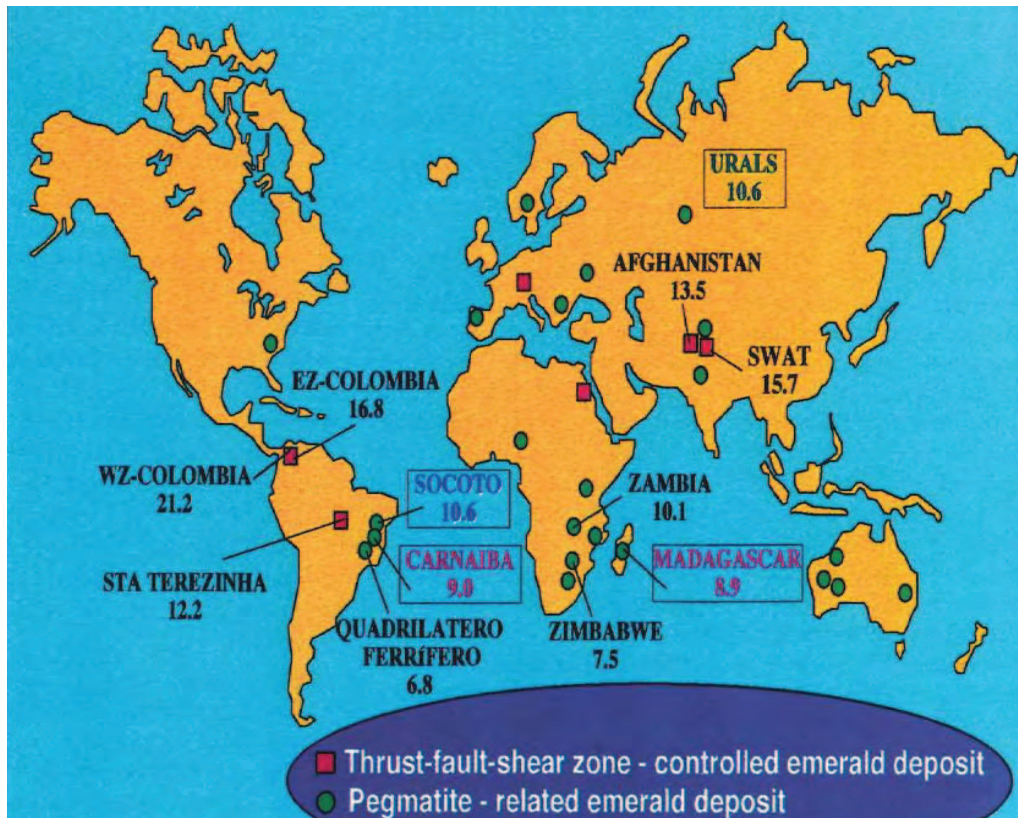 URALS
10.6
AFGHANISTAN
13.5
SWAT
15.7
EZ-COLOMBIA
16.8
WZ-COLOMBIA
21.2
SOCOTO
10.6
ZAMBIA
10.1
CARNAIBA
9.0
MADAGASCAR
8.9
STA TEREZINHA
12.2
QUADRILATERO
FERRÍFERO
6.8
ZIMBABWE
7.5
Thrust-fault-shear zone - controlled emerald deposit
Pegmatite - related emerald deposit